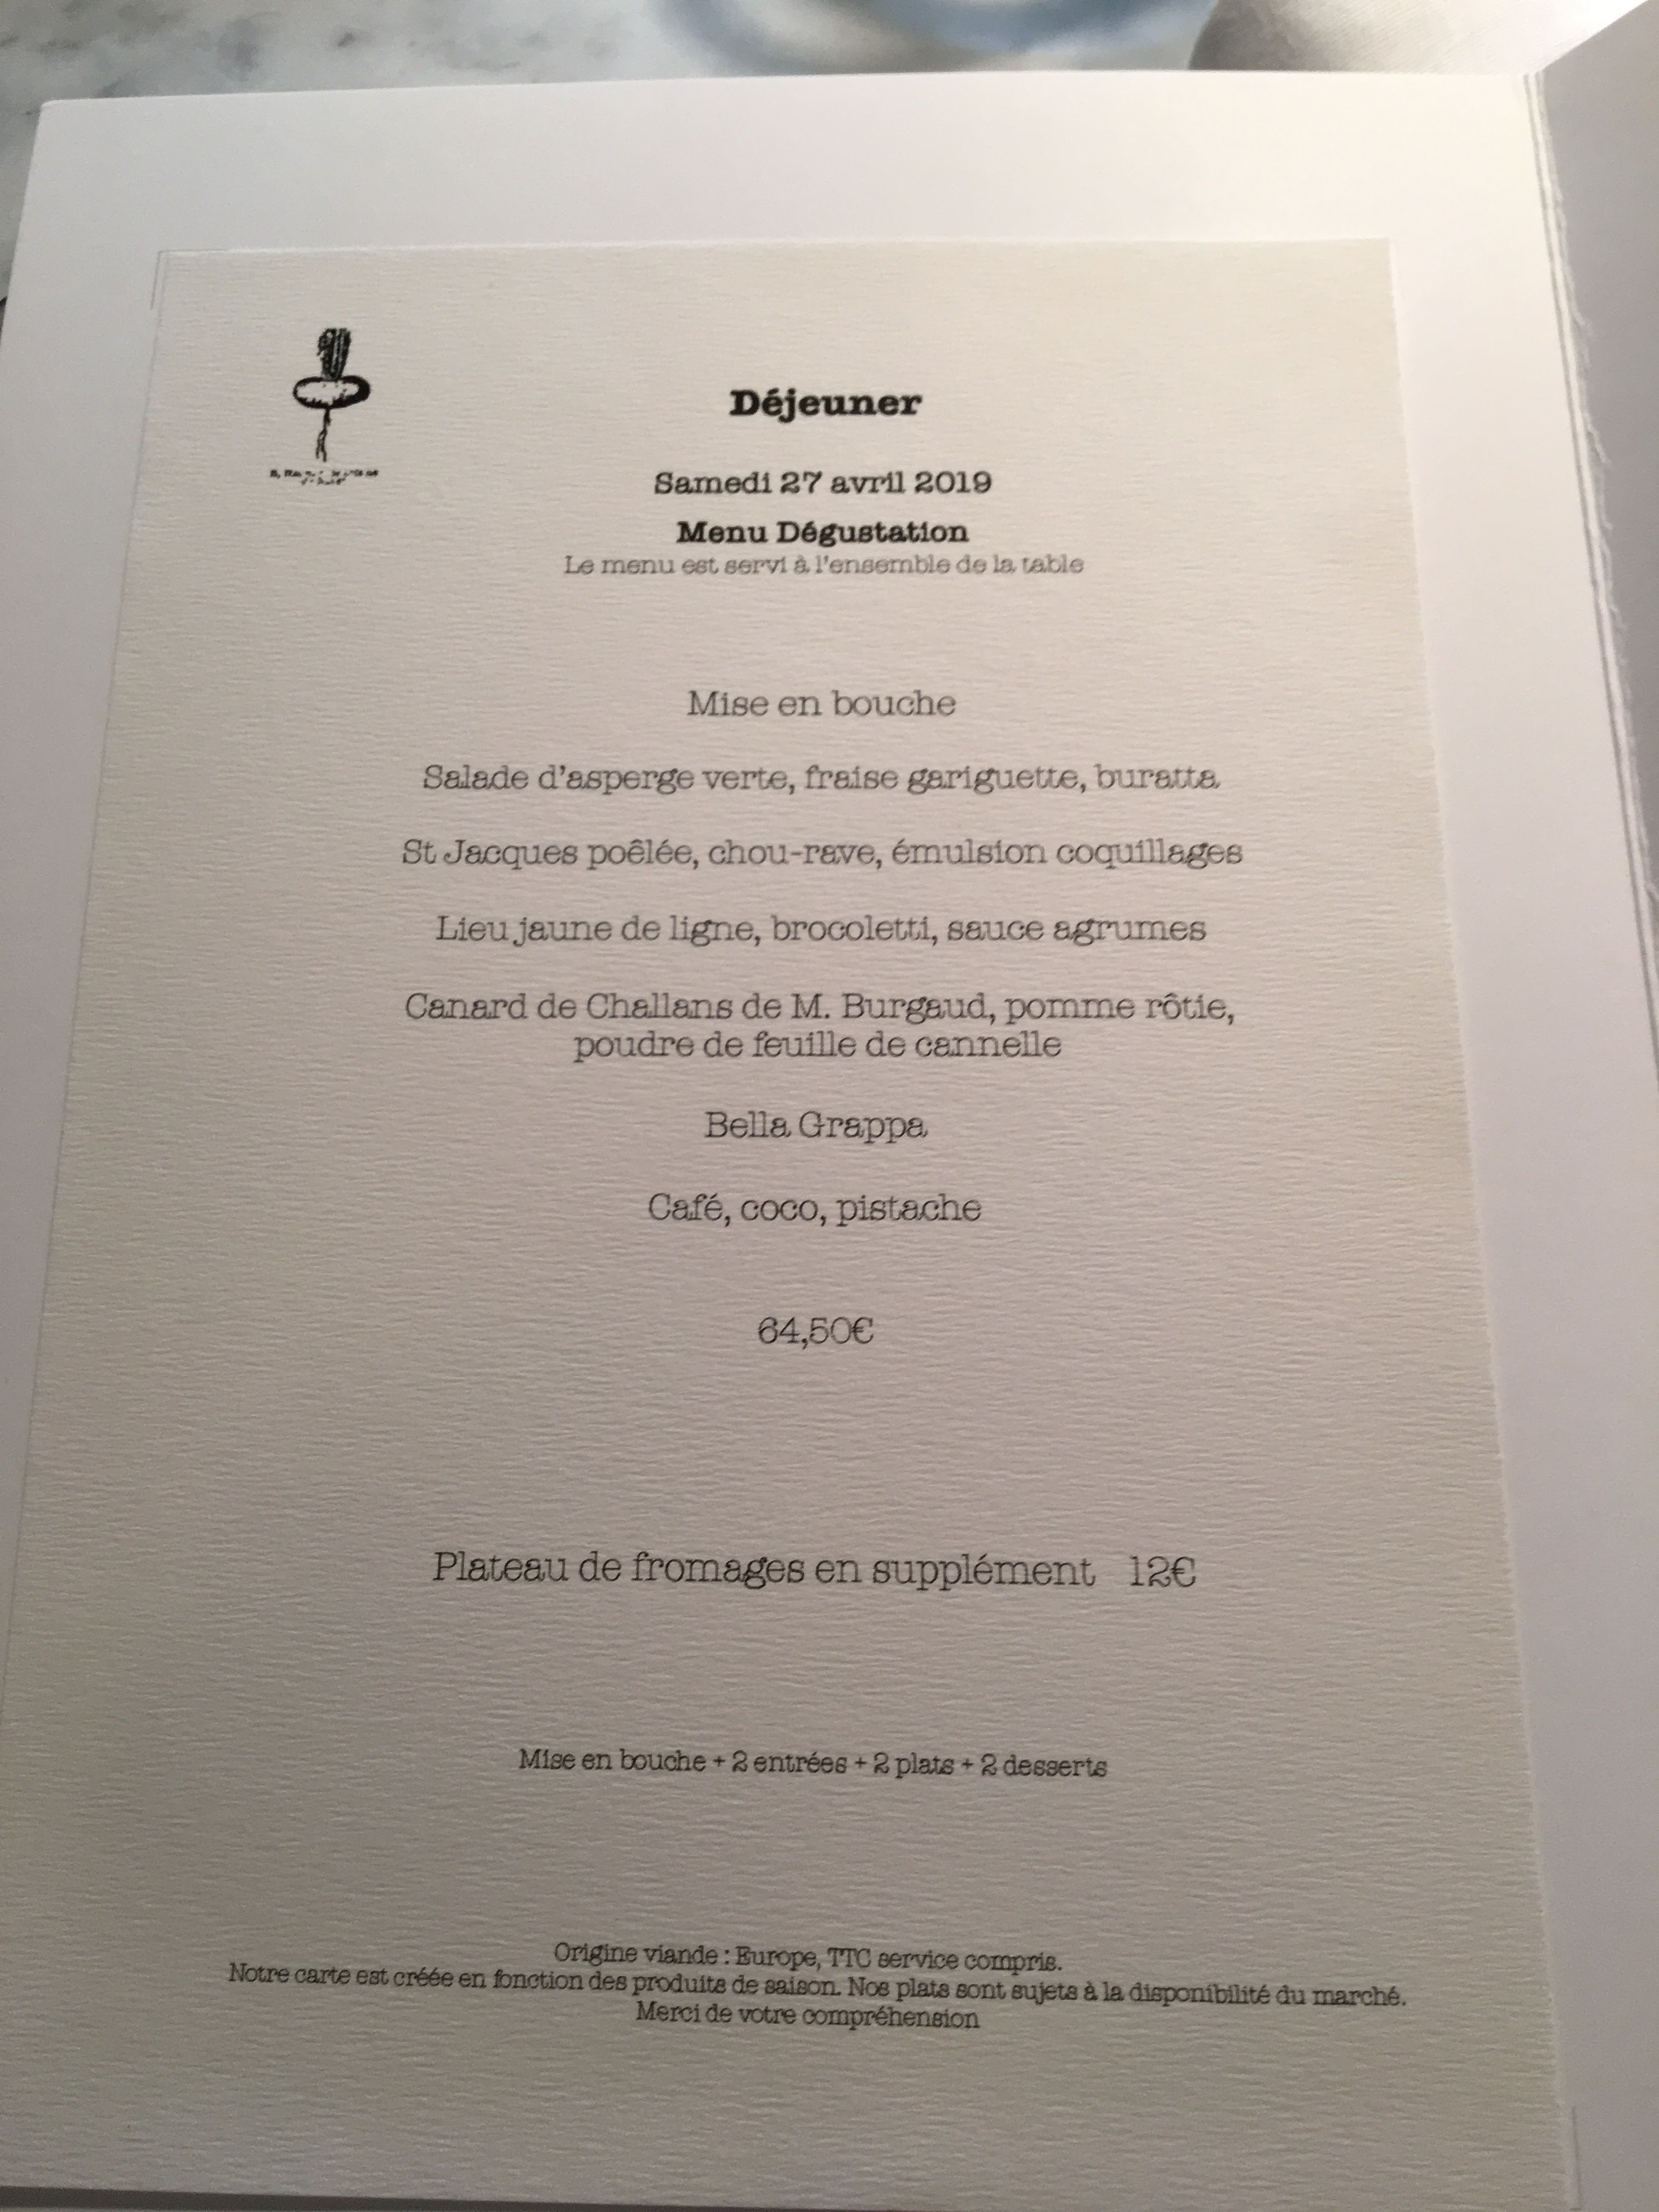 Déjeuner
Samedi 27 avril 2019
Menu Dégustation
Le menu est servi à l'ensemble de la table
Mise en bouche
Salade d'asperge verte, fraise gariguette, buratta
St Jacques poêlée, chou-rave, émulsion coquillages
Lieu jaune de ligne, brocoletti, sauce agrumes
Canard de Challans de M. Burgaud, pomme rôtie,
poudre de feuille de cannelle
Bella Grappa
Café, coco, pistache
64,50€
Plateau de fromages en supplément 12€
Mise en bouche + 2 entrées + 2 plats + 2 desserts
Origine viande : Europe, TTC service compris.
Notre carte est créée en fonction des produits de saison. Nos plats sont sujets à la disponibilité du marché.
Merci de votre compréhension